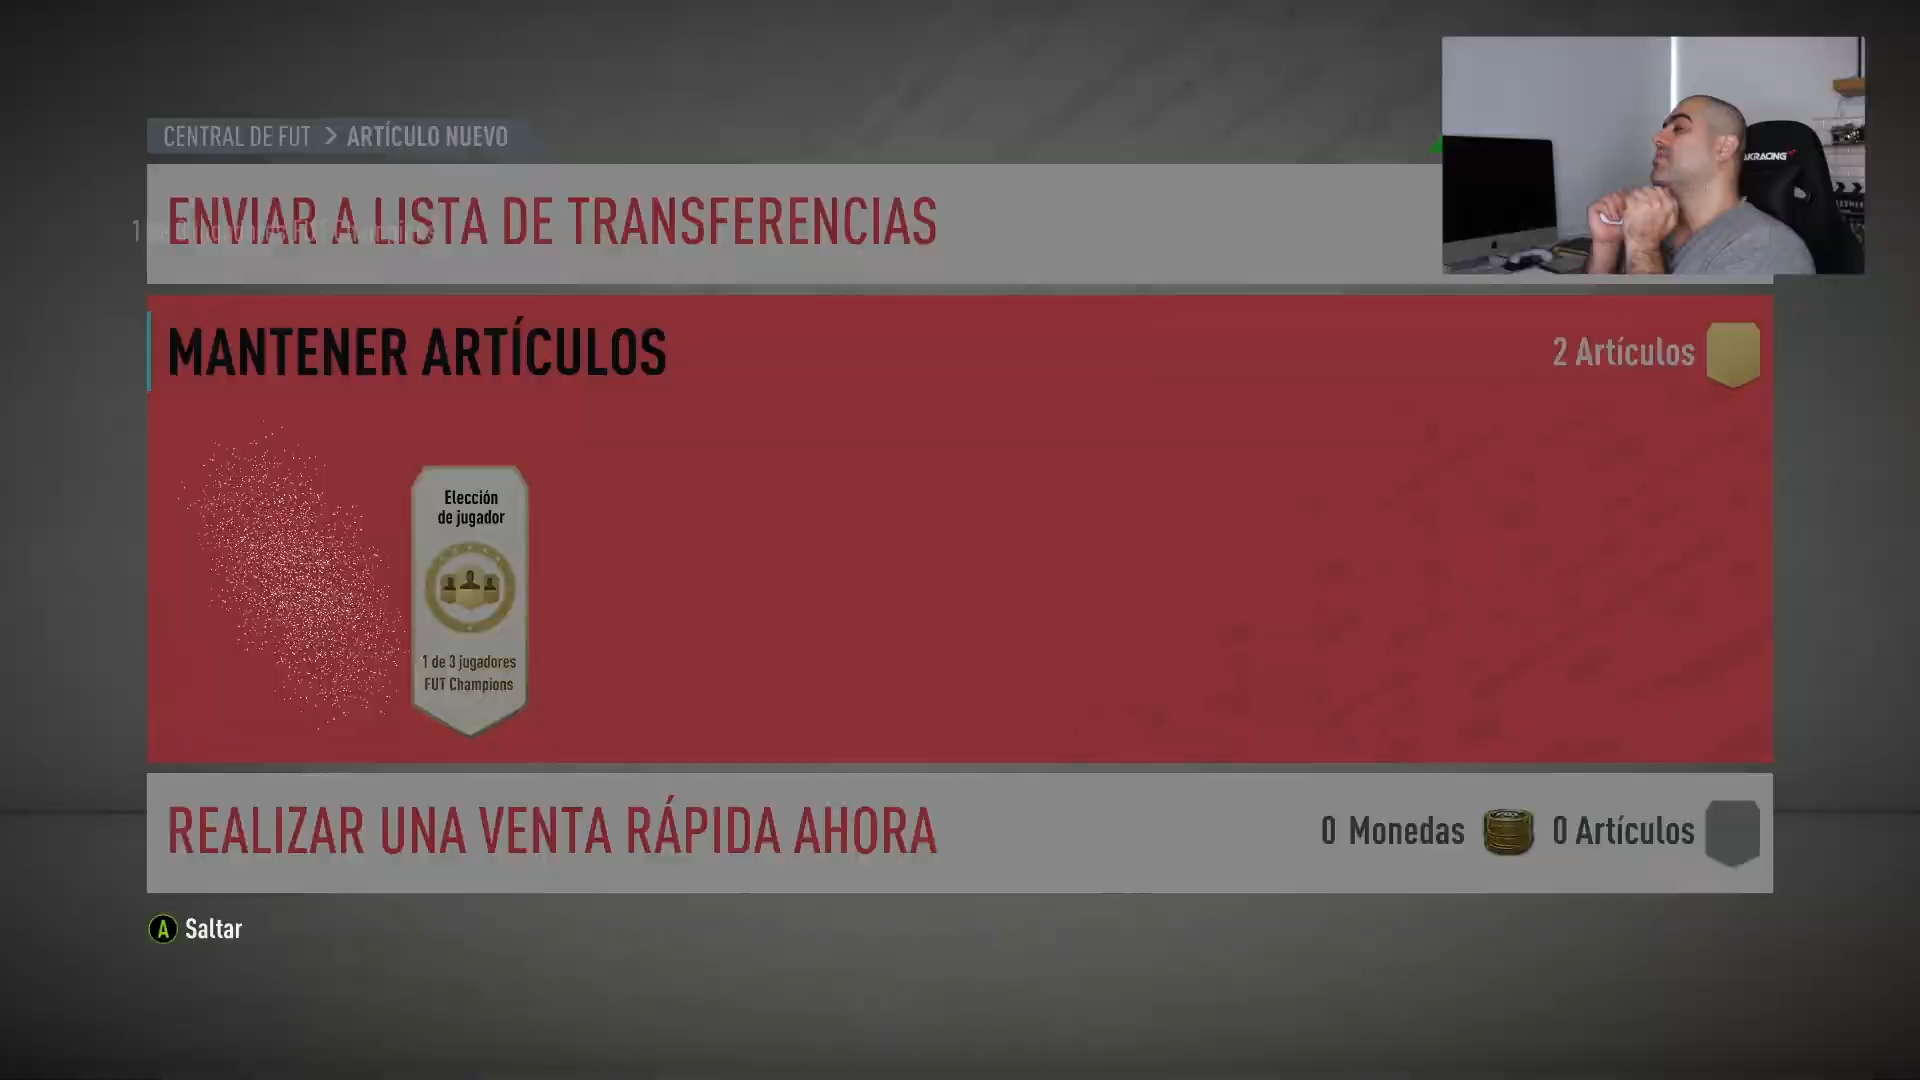 CENTRAL DE FUT > ARTÍCULO NUEVO
ENVIAR A LISTA DE TRANSFERENCIAS
AKRACING
MANTENER ARTÍCULOS
2 Artículos
Elección
de jugador
1 de 3 jugadores
FUT Champions
REALIZAR UNA VENTA RÁPIDA AHORA
0 Monedas
0 Artículos
A Saltar